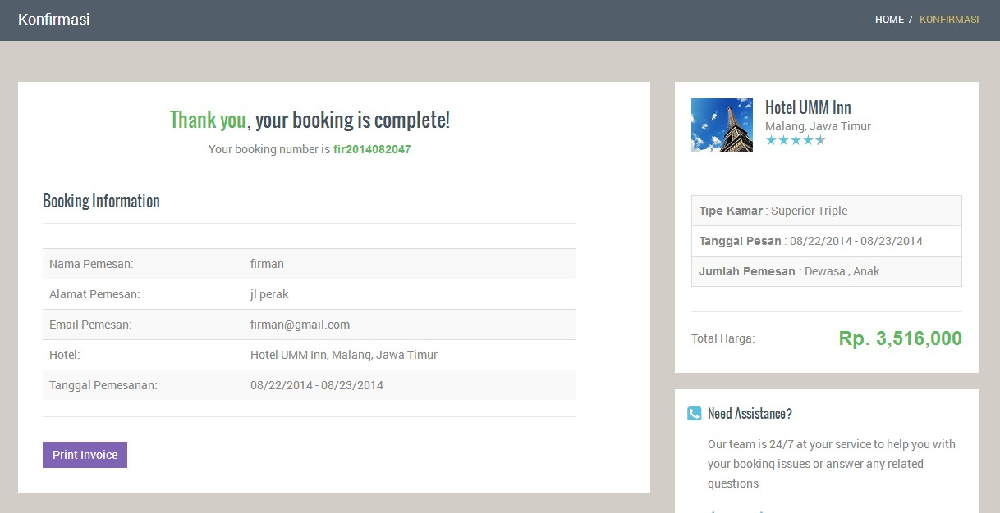 Konfirmasi
HOME / KONFIRMASI
Thank you, your booking is complete!
Your booking number is fir2014082047
Booking Information
Nama Pemesan: firman
Alamat Pemesan: jl perak
Email Pemesan: firman@gmail.com
Hotel: Hotel UMM Inn, Malang, Jawa Timur
Tanggal Pemesanan: 08/22/2014 - 08/23/2014
Print Invoice
Hotel UMM Inn
Malang, Jawa Timur
Tipe Kamar : Superior Triple
Tanggal Pesan : 08/22/2014 - 08/23/2014
Jumlah Pemesan : Dewasa , Anak
Total Harga: Rp. 3,516,000
Need Assistance?
Our team is 24/7 at your service to help you with
your booking issues or answer any related
questions